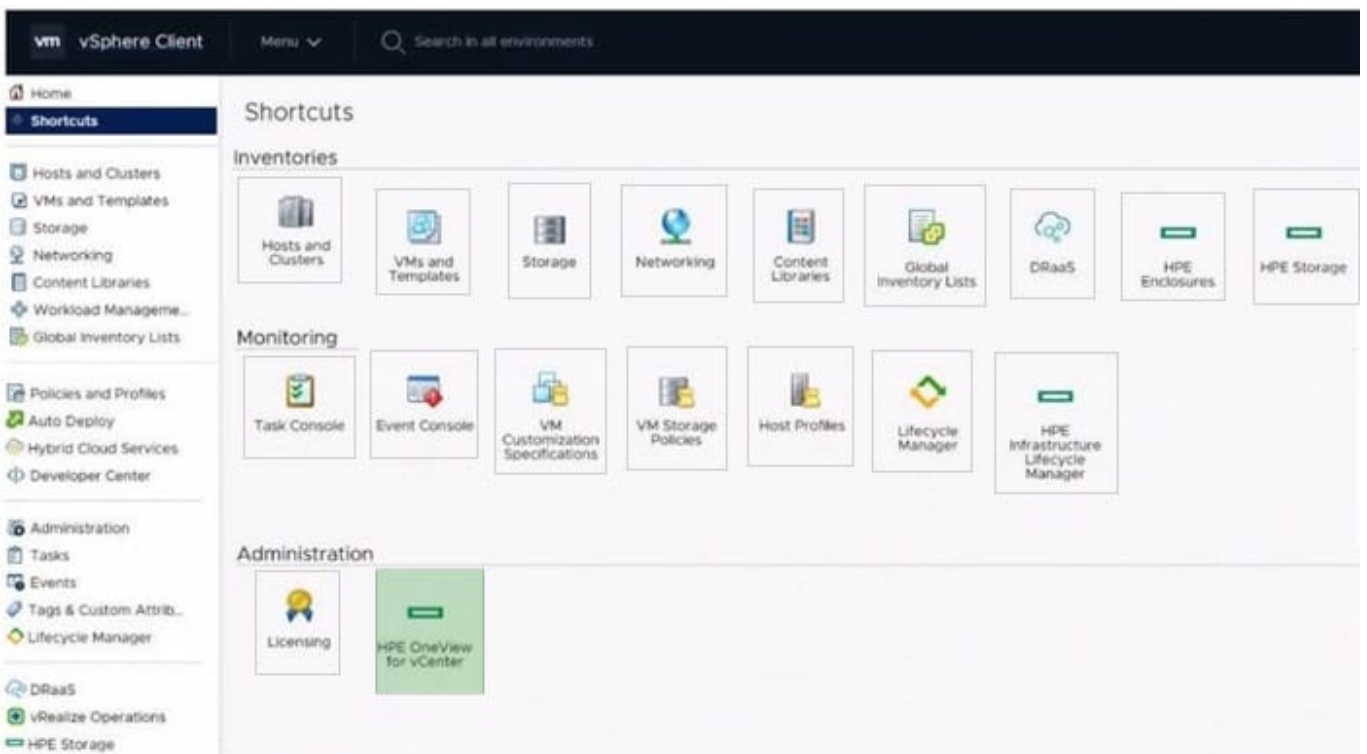 vm vSphere Client Menu Search in all environments
Home
Shortcuts
Hosts and Clusters
VMs and Templates
Storage
Networking
Content Libraries
Workload Manageme...
Global Inventory Lists
Policies and Profiles
Auto Deploy
Hybrid Cloud Services
Developer Center
Administration
Tasks
Events
Tags & Custom Attrib...
Lifecycle Manager
DRaaS
vRealize Operations
HPE Storage
Shortcuts
Inventories
Hosts and
Clusters
VMs and
Templates
Storage
Networking
Content
Libraries
Global
Inventory Lists
DRaaS
HPE
Enclosures
HPE Storage
Monitoring
Task Console
Event Console
VM
Customization
Specifications
VM Storage
Policies
Host Profiles
Lifecycle
Manager
HPE
Infrastructure
Lifecycle
Manager
Administration
Licensing
HPE OneView
for vCenter